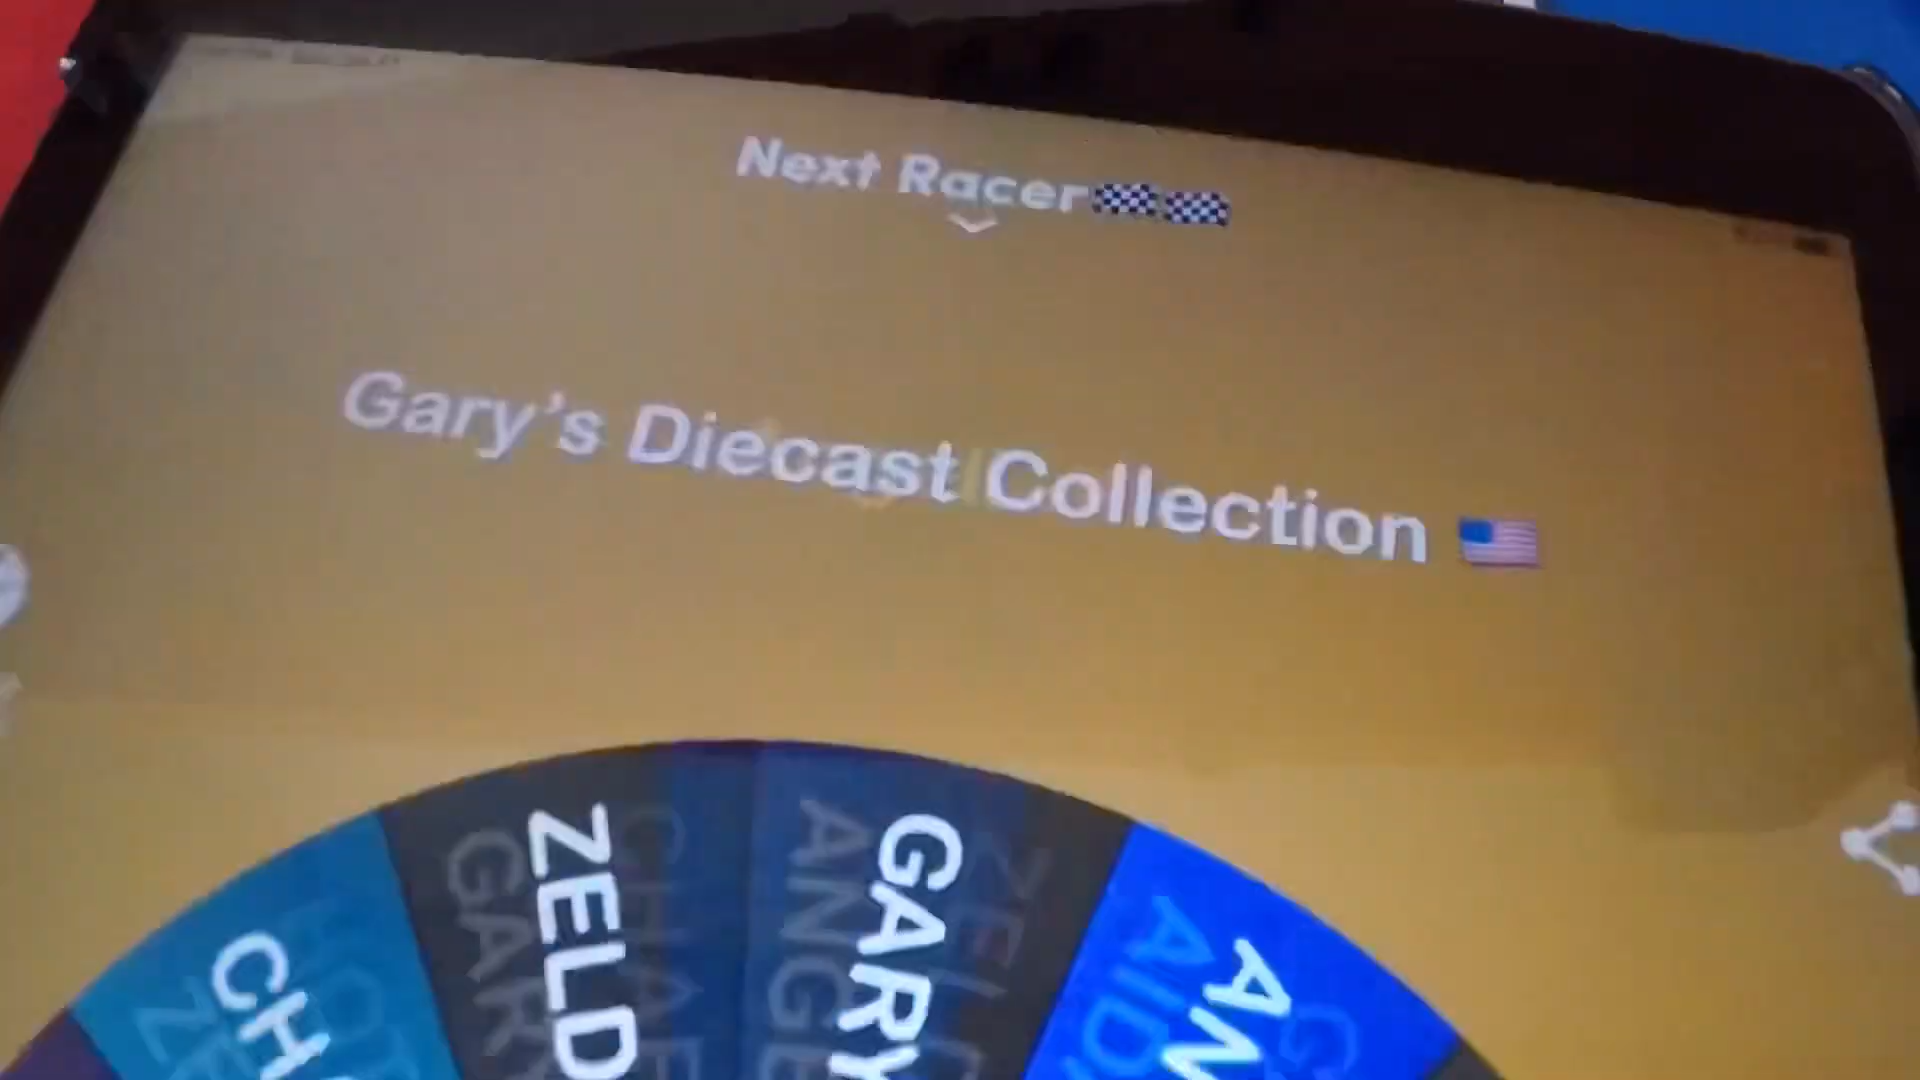 Next Racer🏁🏁
Gary's Diecast Collection 🇺🇸
CH
ZELD
GARY
AN